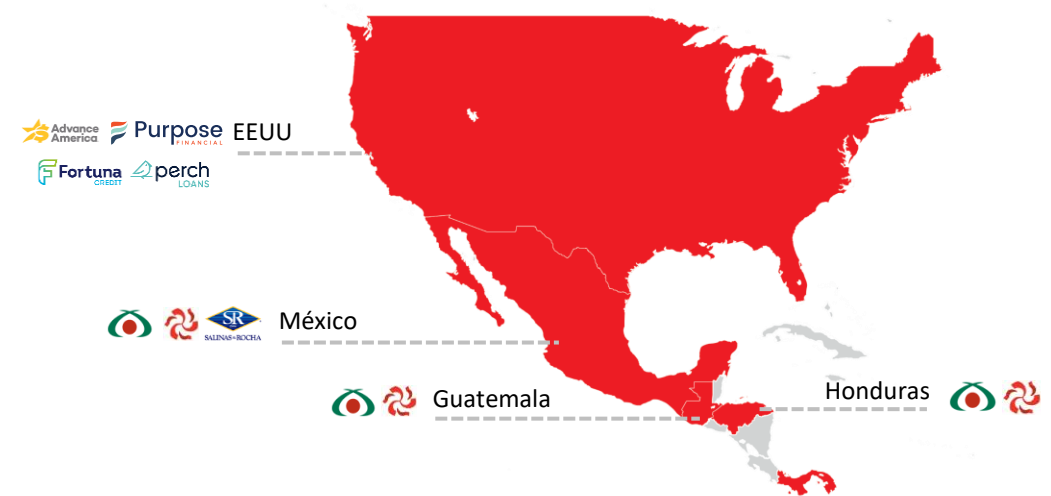 Advance
America
Purpose
FINANCIAL
EEUU
Fortuna
CREDIT
perch
LOANS
SR
SALINAS & ROCHA
México
Guatemala
Honduras